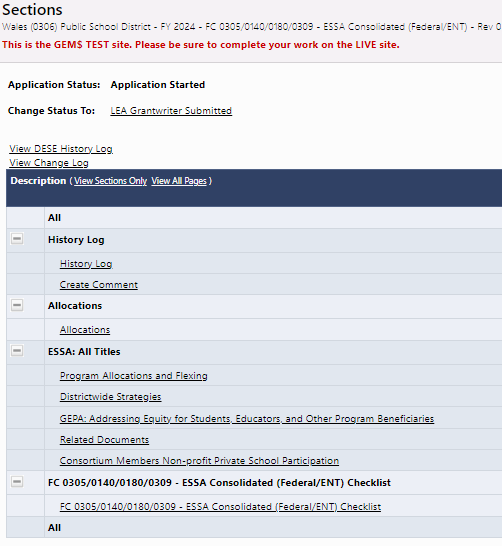 Sections
Wales (0306) Public School District - FY 2024 - FC 0305/0140/0180/0309 - ESSA Consolidated (Federal/ENT) - Rev 0
This is the GEM$ TEST site. Please be sure to complete your work on the LIVE site.
Application Status: Application Started
Change Status To: LEA Grantwriter Submitted
View DESE History Log
View Change Log
Description ( View Sections Only View All Pages )
All
History Log
History Log
Create Comment
Allocations
Allocations
ESSA: All Titles
Program Allocations and Flexing
Districtwide Strategies
GEPA: Addressing Equity for Students, Educators, and Other Program Beneficiaries
Related Documents
Consortium Members Non-profit Private School Participation
FC 0305/0140/0180/0309 - ESSA Consolidated (Federal/ENT) Checklist
FC 0305/0140/0180/0309 - ESSA Consolidated (Federal/ENT) Checklist
All